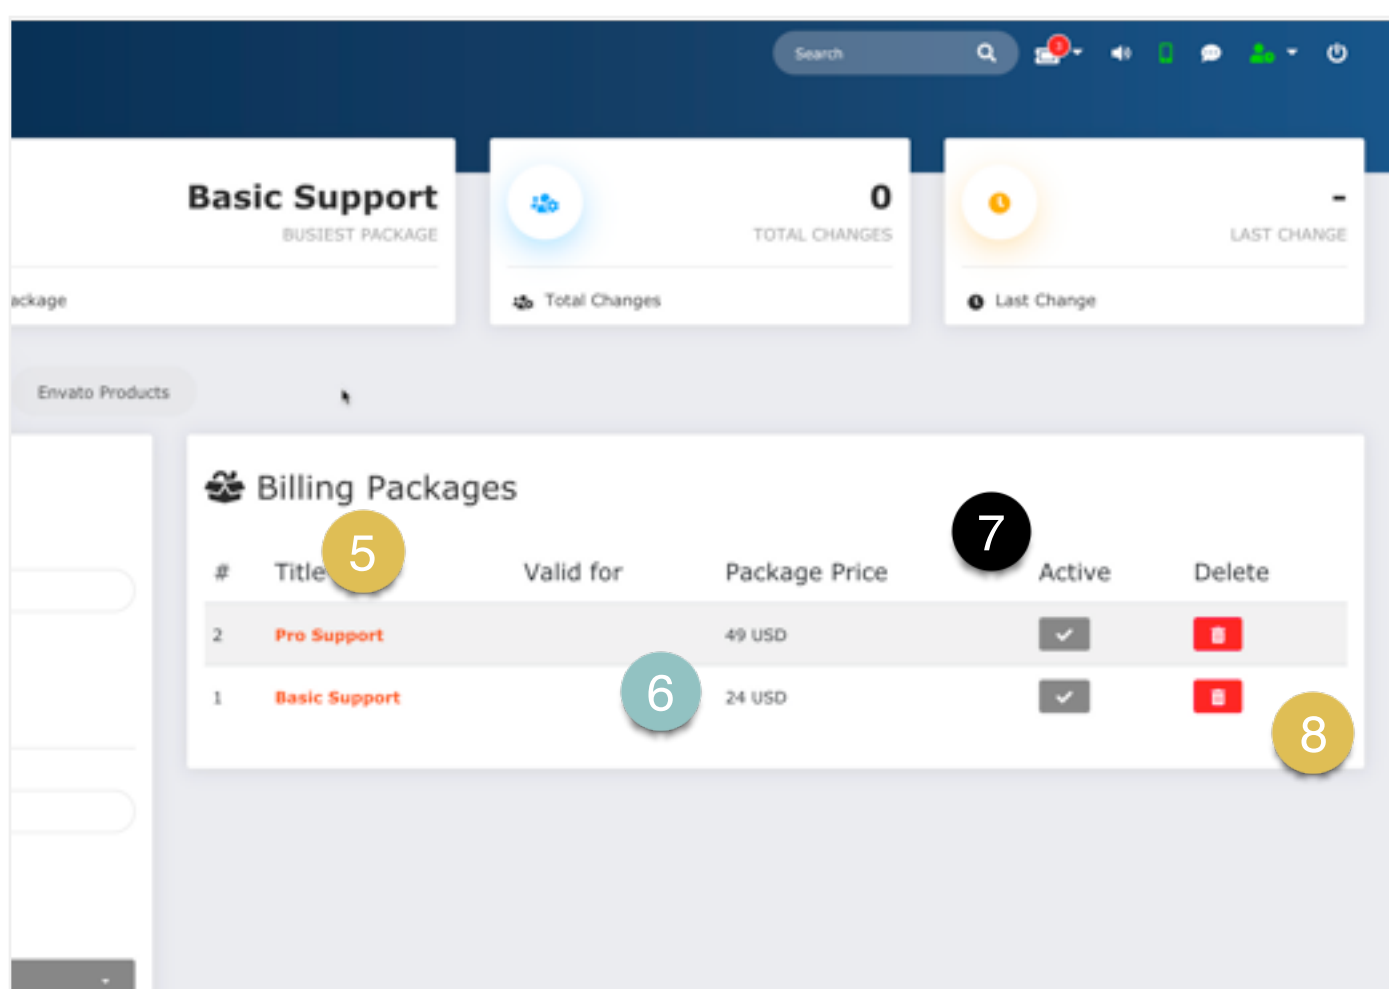 Search
3
Basic Support
BUSIEST PACKAGE
ackage
0
TOTAL CHANGES
Total Changes
-
LAST CHANGE
Last Change
Envato Products
Billing Packages
5
7
# Title Valid for Package Price Active Delete
2 Pro Support 49 USD
6
1 Basic Support 24 USD
8